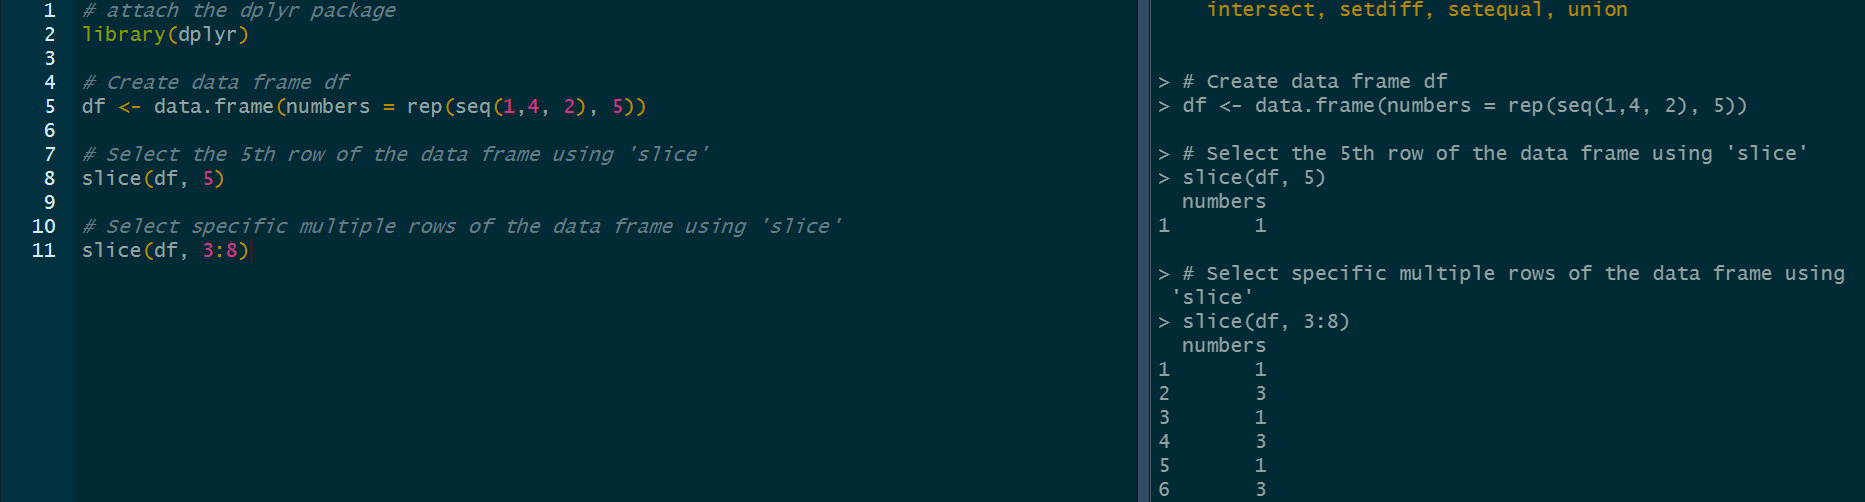 1 # attach the dplyr package
2 library(dplyr)
3
4 # Create data frame df
5 df <- data.frame(numbers = rep(seq(1,4, 2), 5))
6
7 # Select the 5th row of the data frame using 'slice'
8 slice(df, 5)
9
10 # Select specific multiple rows of the data frame using 'slice'
11 slice(df, 3:8)
intersect, setdiff, setequal, union
> # Create data frame df
> df <- data.frame(numbers = rep(seq(1,4, 2), 5))
> # Select the 5th row of the data frame using 'slice'
> slice(df, 5)
numbers
1 1
> # Select specific multiple rows of the data frame using
'slice'
> slice(df, 3:8)
numbers
1 1
2 3
3 1
4 3
5 1
6 3